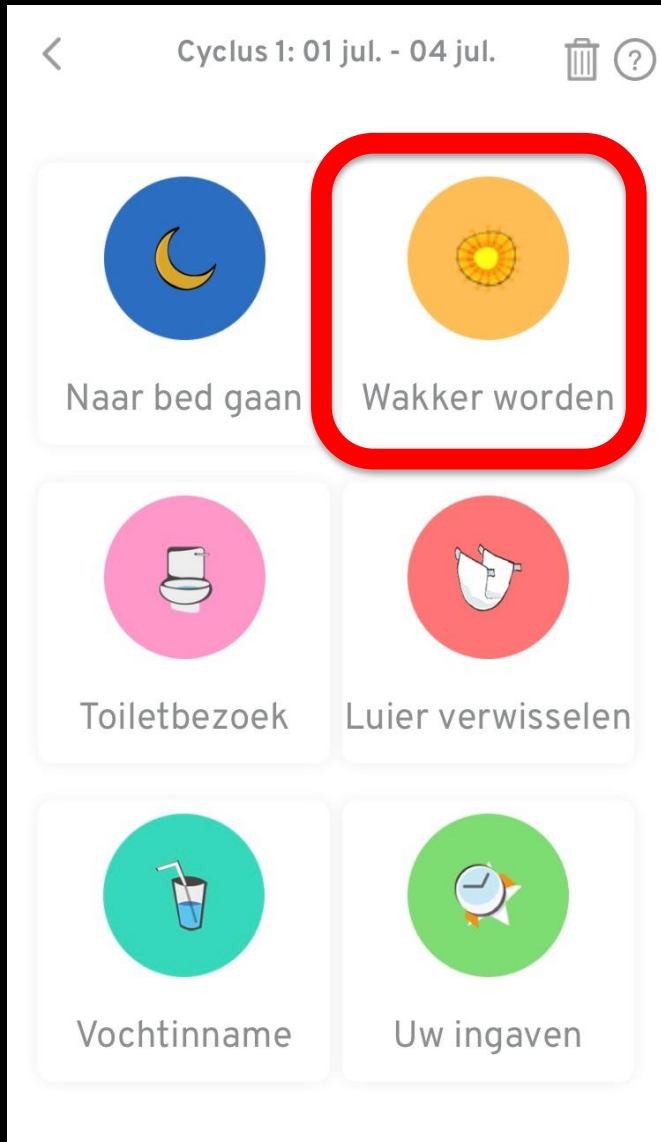 Cyclus 1: 01 jul. - 04 jul.
?
Naar bed gaan
Wakker worden
Toiletbezoek
Luier verwisselen
Vochtinname
Uw ingaven